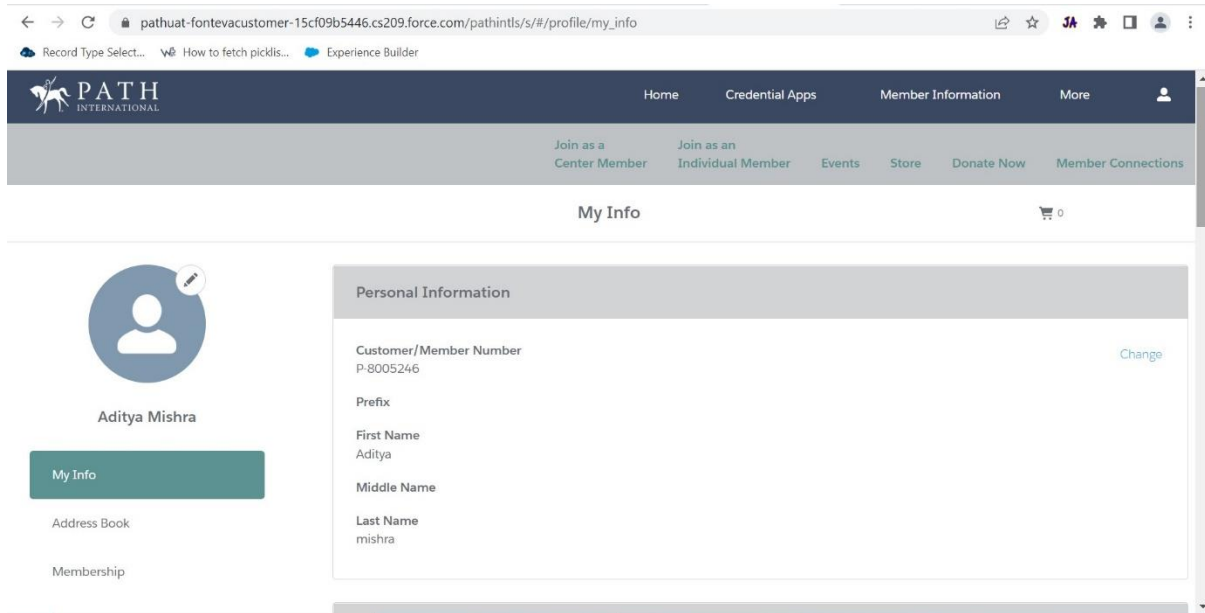 pathuat-fontevacustomer-15cf09b5446.cs209.force.com/pathintls/s/#/profile/my_info
JA
Record Type Select... How to fetch picklis... Experience Builder
PATH
INTERNATIONAL
Home Credential Apps Member Information More
Join as a
Center Member
Join as an
Individual Member
Events Store Donate Now Member Connections
My Info
0
Personal Information
Customer/Member Number
P-8005246
Change
Prefix
First Name
Aditya
Middle Name
Last Name
mishra
Aditya Mishra
My Info
Address Book
Membership